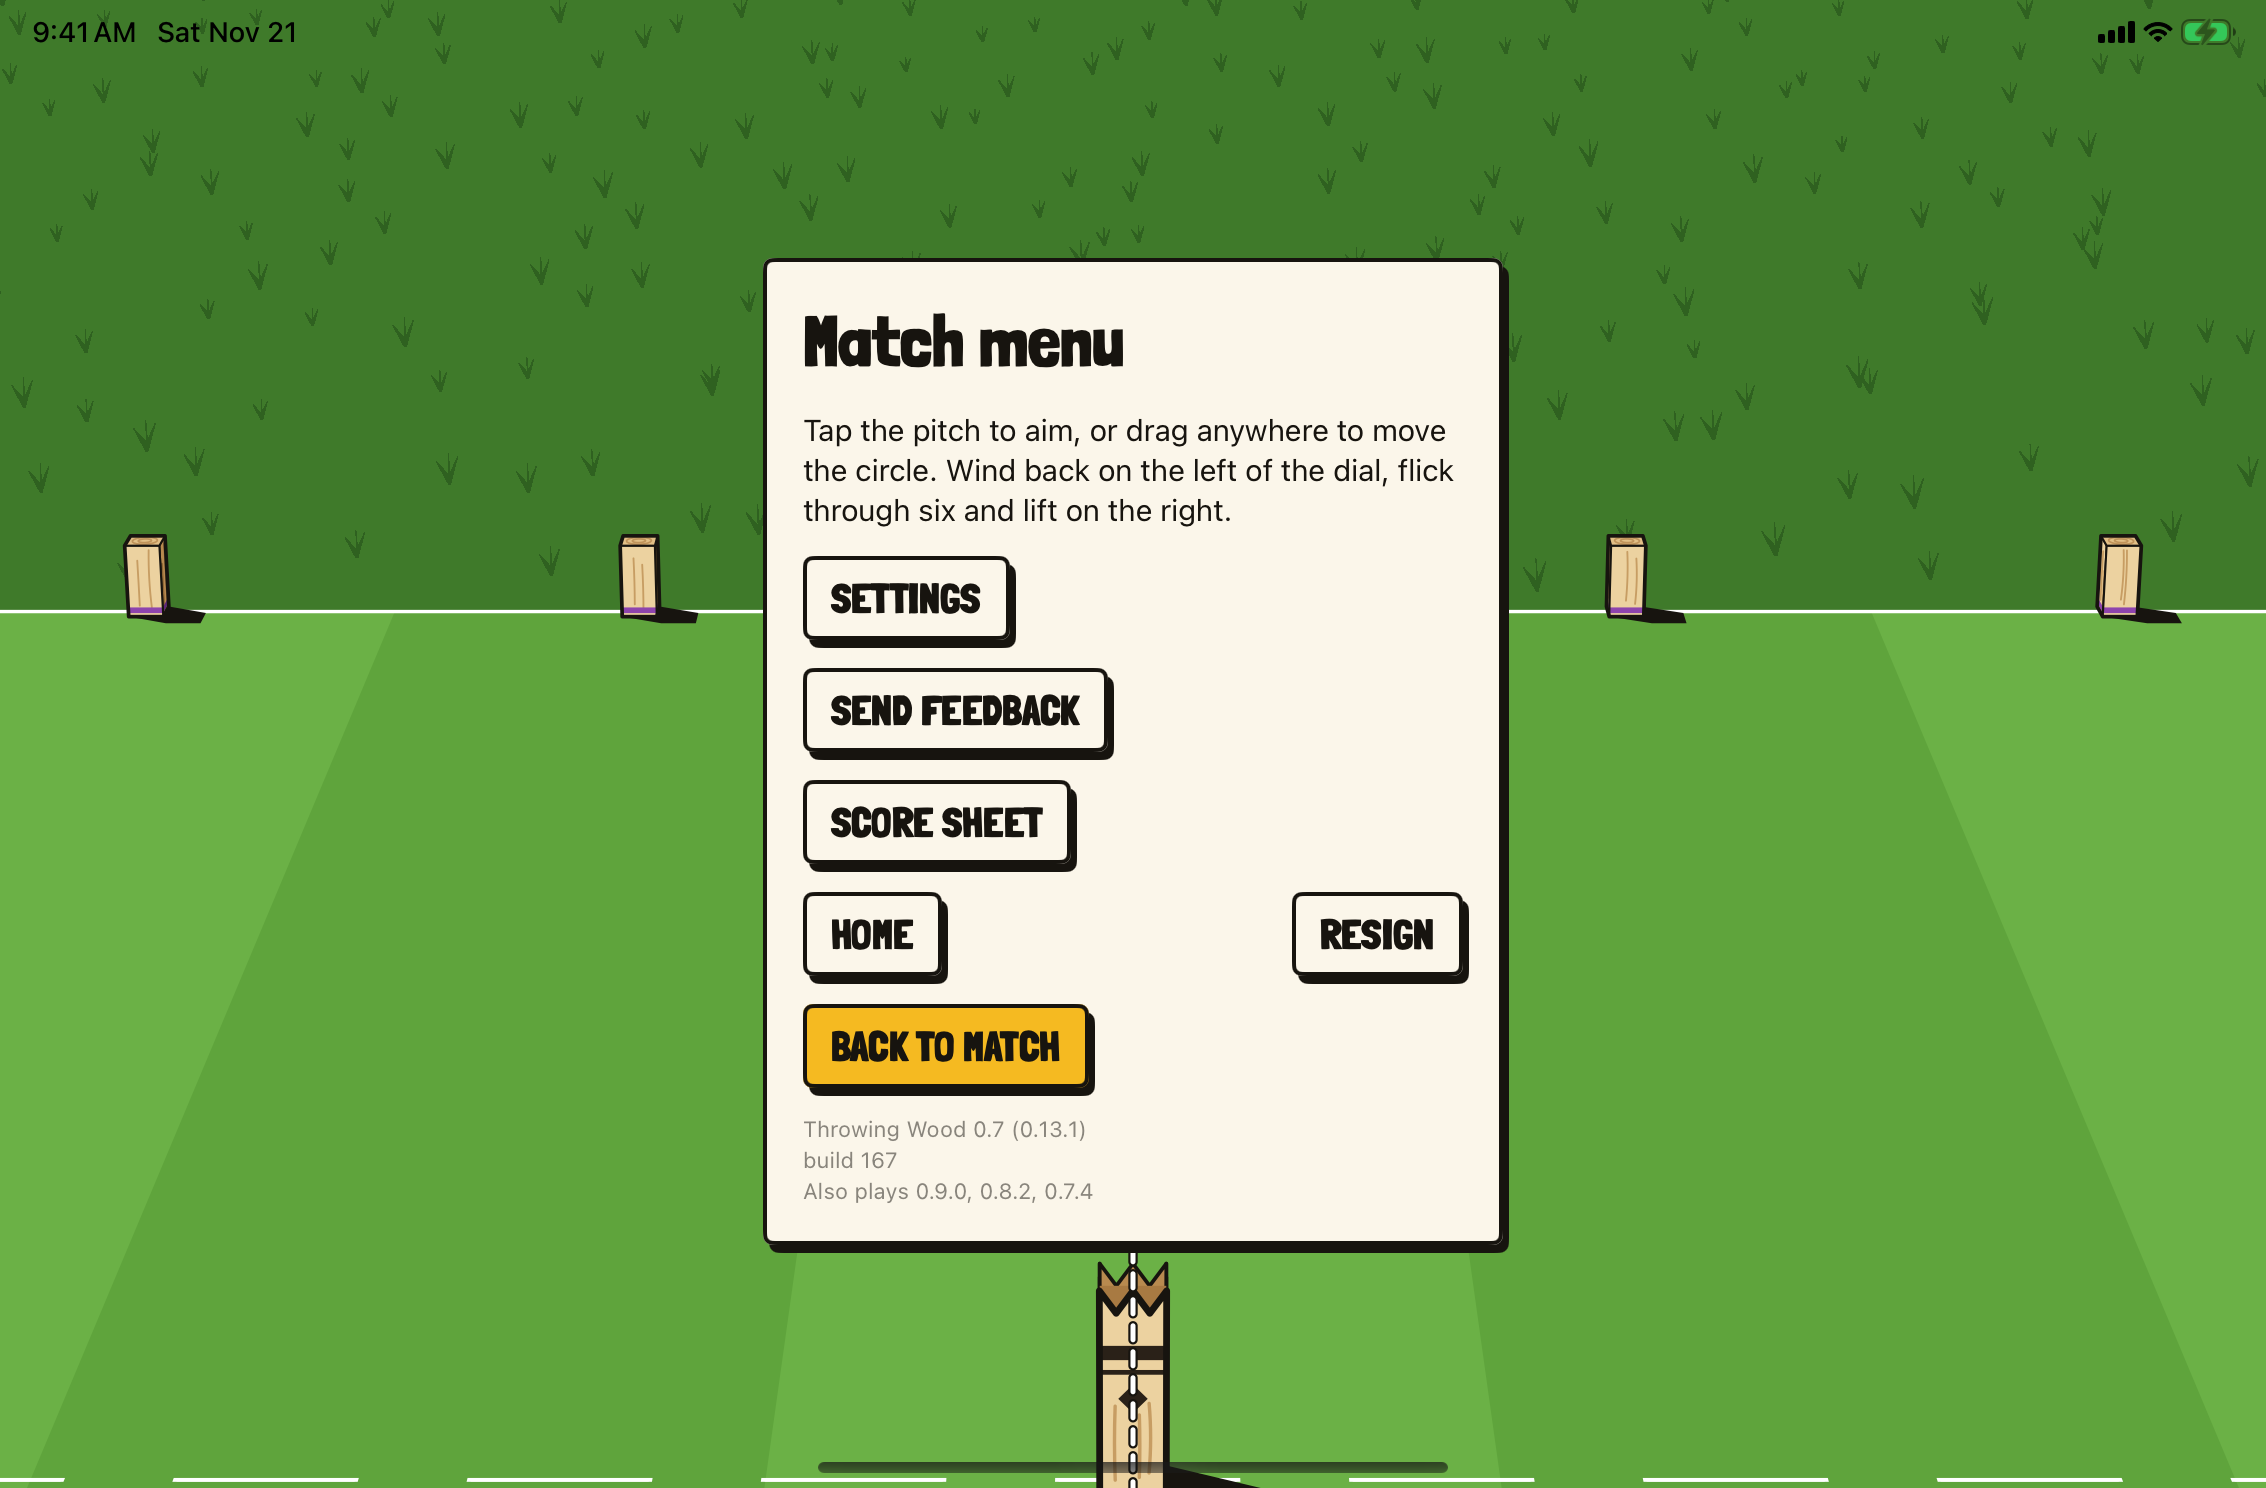 9:41 AM Sat Nov 21
Match menu
Tap the pitch to aim, or drag anywhere to move
the circle. Wind back on the left of the dial, flick
through six and lift on the right.
SETTINGS
SEND FEEDBACK
SCORE SHEET
HOME
RESIGN
BACK TO MATCH
Throwing Wood 0.7 (0.13.1)
build 167
Also plays 0.9.0, 0.8.2, 0.7.4